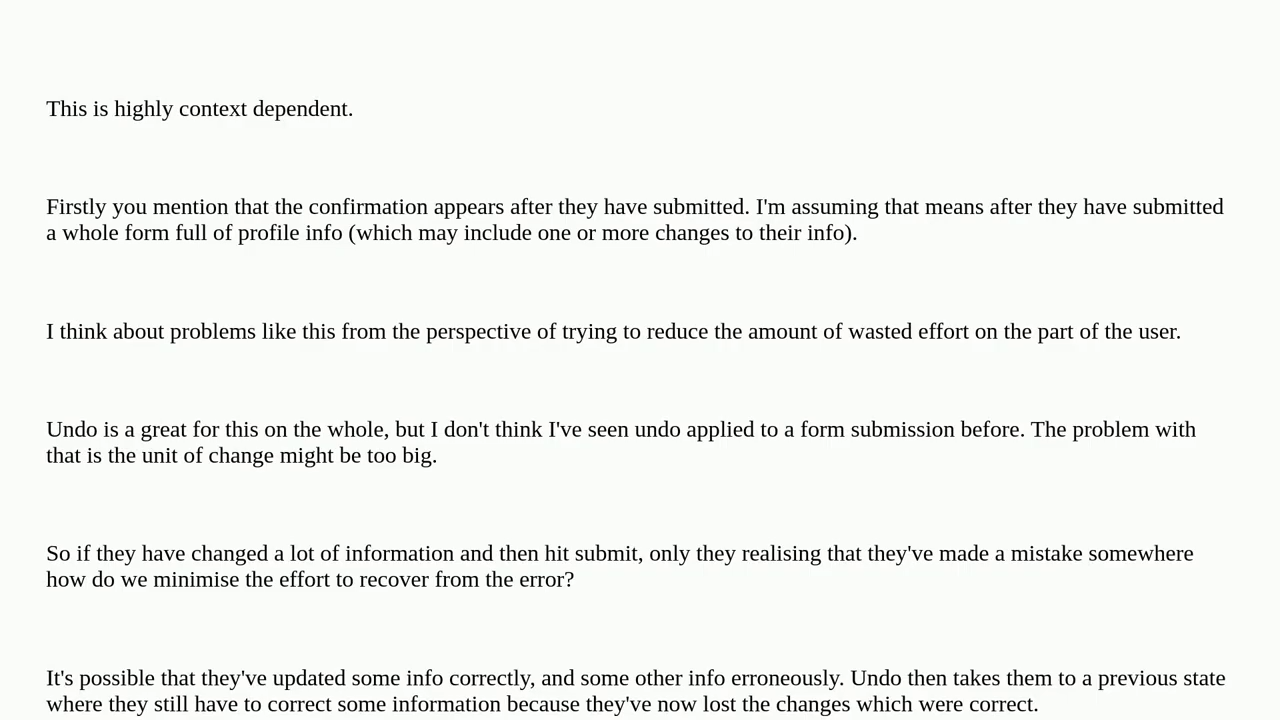 This is highly context dependent.
Firstly you mention that the confirmation appears after they have submitted. I'm assuming that means after they have submitted
a whole form full of profile info (which may include one or more changes to their info).
I think about problems like this from the perspective of trying to reduce the amount of wasted effort on the part of the user.
Undo is a great for this on the whole, but I don't think I've seen undo applied to a form submission before. The problem with
that is the unit of change might be too big.
So if they have changed a lot of information and then hit submit, only they realising that they've made a mistake somewhere
how do we minimise the effort to recover from the error?
It's possible that they've updated some info correctly, and some other info erroneously. Undo then takes them to a previous state
where they still have to correct some information because they've now lost the changes which were correct.